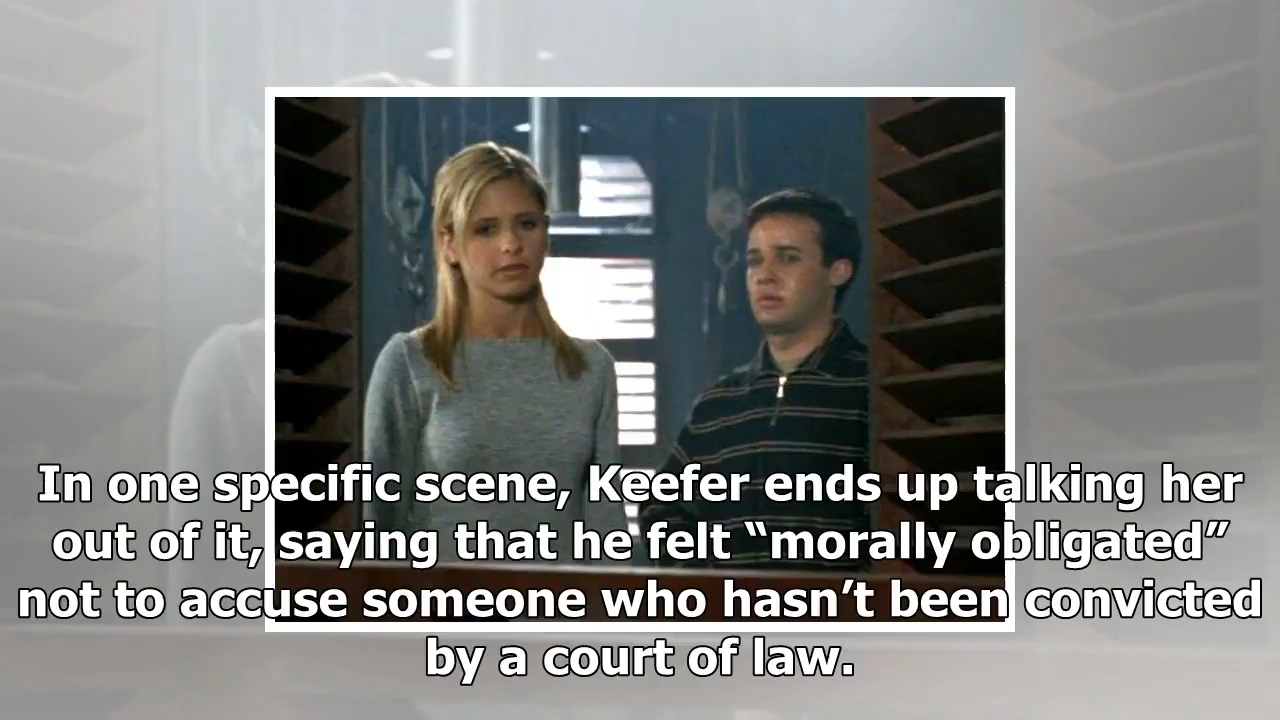 In one specific scene, Keefer ends up talking her
out of it, saying that he felt “morally obligated”
not to accuse someone who hasn’t been convicted
by a court of law.